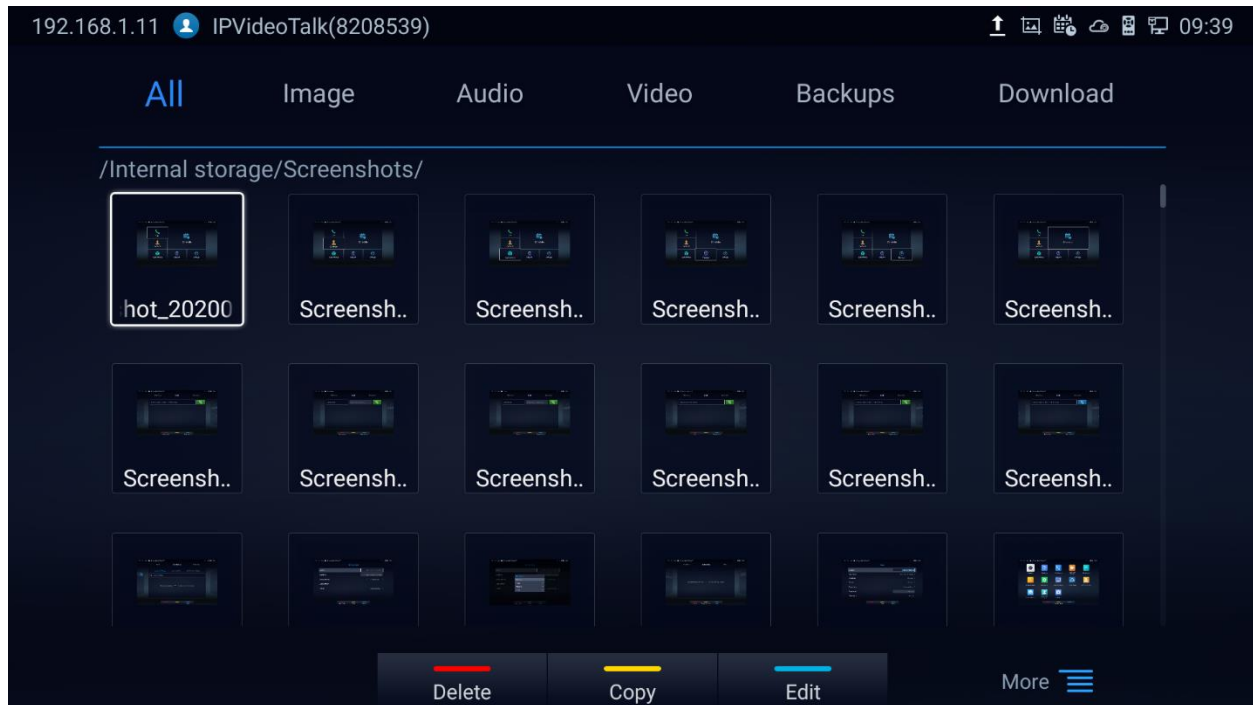 192.168.1.11 IPVideoTalk(8208539) 09:39
All Image Audio Video Backups Download
/Internal storage/Screenshots/
hot_20200 Screensh.. Screensh.. Screensh.. Screensh.. Screensh..
Screensh.. Screensh.. Screensh.. Screensh.. Screensh.. Screensh..
Delete Copy Edit More